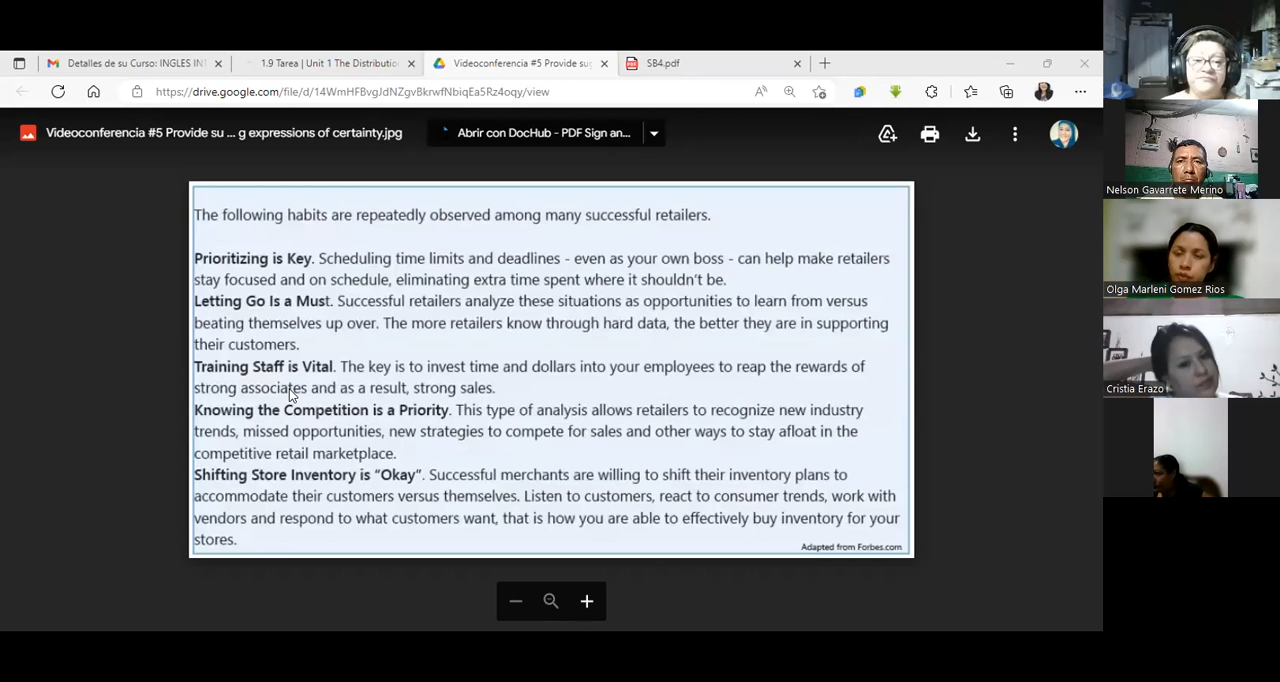 Detalles de su Curso: INGLES INT
1.9 Tarea | Unit 1 The Distributio
Videoconferencia #5 Provide su
SB4.pdf
https://drive.google.com/file/d/14WmHFBvgJdNZgv8krwfNbiqEa5Rz4ocy/view
Videoconferencia #5 Provide su ... g expressions of certainty.jpg
Abrir con DocHub - PDF Sign an...
The following habits are repeatedly observed among many successful retailers.
Prioritizing is Key. Scheduling time limits and deadlines - even as your own boss - can help make retailers
stay focused and on schedule, eliminating extra time spent where it shouldn't be.
Letting Go Is a Must. Successful retailers analyze these situations as opportunities to learn from versus
beating themselves up over. The more retailers know through hard data, the better they are in supporting
their customers.
Training Staff is Vital. The key is to invest time and dollars into your employees to reap the rewards of
strong associates and as a result, strong sales.
Knowing the Competition is a Priority. This type of analysis allows retailers to recognize new industry
trends, missed opportunities, new strategies to compete for sales and other ways to stay afloat in the
competitive retail marketplace.
Shifting Store Inventory is "Okay". Successful merchants are willing to shift their inventory plans to
accommodate their customers versus themselves. Listen to customers, react to consumer trends, work with
vendors and respond to what customers want, that is how you are able to effectively buy inventory for your
stores.
Adapted from Forbes.com
Nelson Gavarrete Merino
Olga Marleni Gomez Rios
Cristia Erazo